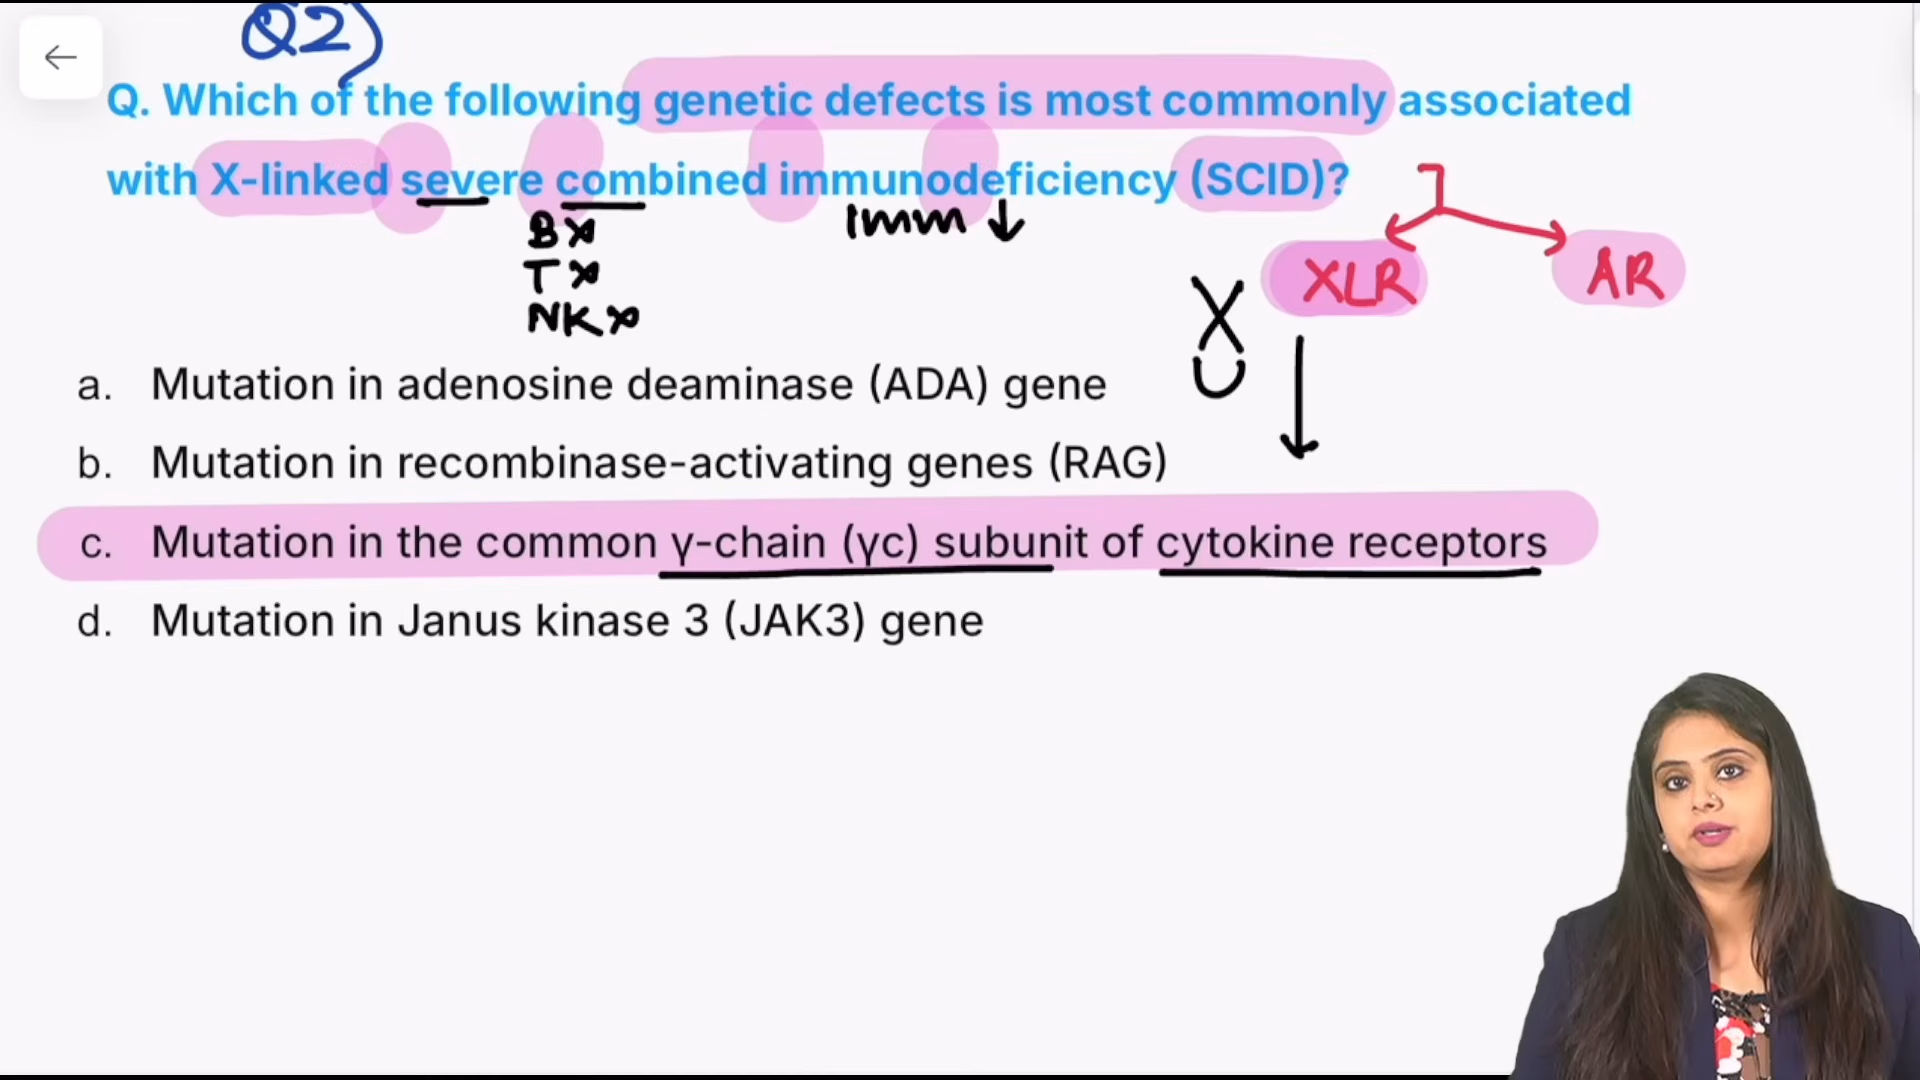 Q2)
Q. Which of the following genetic defects is most commonly associated
with X-linked severe combined immunodeficiency (SCID)?
B x
T x
NK x
Imm ↓
XLR
AR
X
a. Mutation in adenosine deaminase (ADA) gene
b. Mutation in recombinase-activating genes (RAG)
c. Mutation in the common γ-chain (γc) subunit of cytokine receptors
d. Mutation in Janus kinase 3 (JAK3) gene